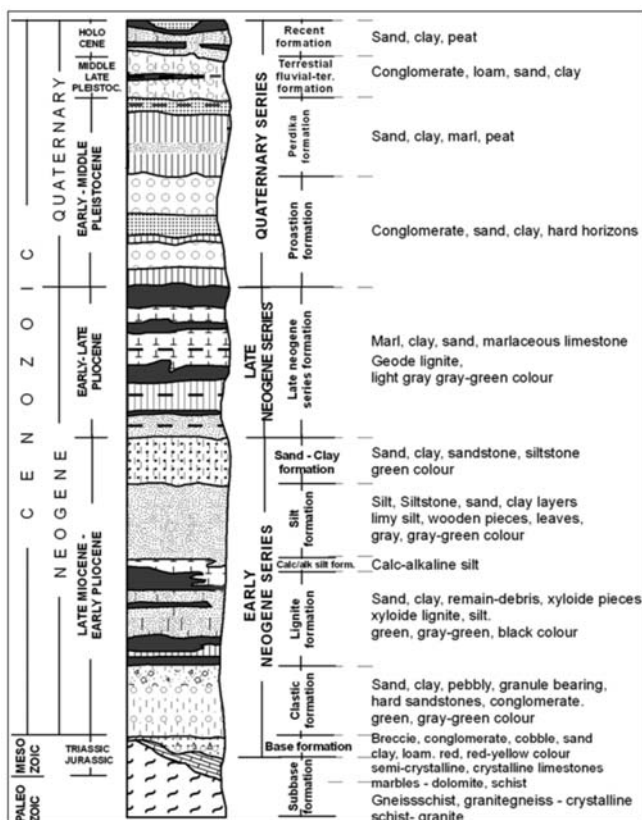 CENOZOIC
MESO
ZOIC
PALEO
ZOIC
QUATERNARY
NEOGENE
HOLO
CENE
MIDDLE
LATE
PLEISTOC.
EARLY - MIDDLE
PLEISTOCENE
EARLY-LATE
PLIOCENE
LATE MIOCENE -
EARLY PLIOCENE
TRIASSIC
JURASSIC
QUATERNARY SERIES
LATE
NEOGENE SERIES
EARLY
NEOGENE SERIES
Recent
formation
Sand, clay, peat
Terrestial
fluvial-ter.
formation
Conglomerate, loam, sand, clay
Perdika
formation
Sand, clay, marl, peat
Proastion
formation
Conglomerate, sand, clay, hard horizons
Late neogene
series formation
Marl, clay, sand, marlaceous limestone
Geode lignite,
light gray gray-green colour
Sand - Clay
formation
Sand, clay, sandstone, siltstone
green colour
Silt
formation
Silt, Siltstone, sand, clay layers
limy silt, wooden pieces, leaves,
gray, gray-green colour
Calc/alk silt form.
Calc-alkaline silt
Lignite
formation
Sand, clay, remain-debris, xyloide pieces
xyloide lignite, silt.
green, gray-green, black colour
Clastic
formation
Sand, clay, pebbly, granule bearing,
hard sandstones, conglomerate.
green, gray-green colour
Base formation
Breccie, conglomerate, cobble, sand
clay, loam. red, red-yellow colour
Subbase
formation
semi-crystalline, crystalline limestones
marbles - dolomite, schist
Gneissschist, granitegneiss - crystalline
schist- granite